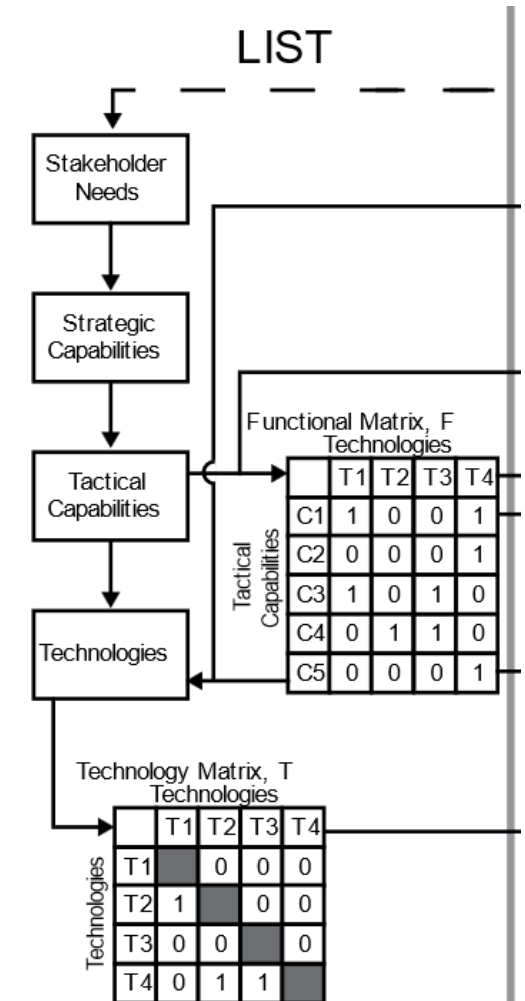 LIST
Stakeholder
Needs
Strategic
Capabilities
Tactical
Capabilities
Technologies
Functional Matrix, F
Technologies
Tactical
Capabilities
T1 T2 T3 T4
C1 1 0 0 1
C2 0 0 0 1
C3 1 0 1 0
C4 0 1 1 0
C5 0 0 0 1
Technology Matrix, T
Technologies
Technologies
T1 T2 T3 T4
T1 0 0 0
T2 1 0 0
T3 0 0 0
T4 0 1 1